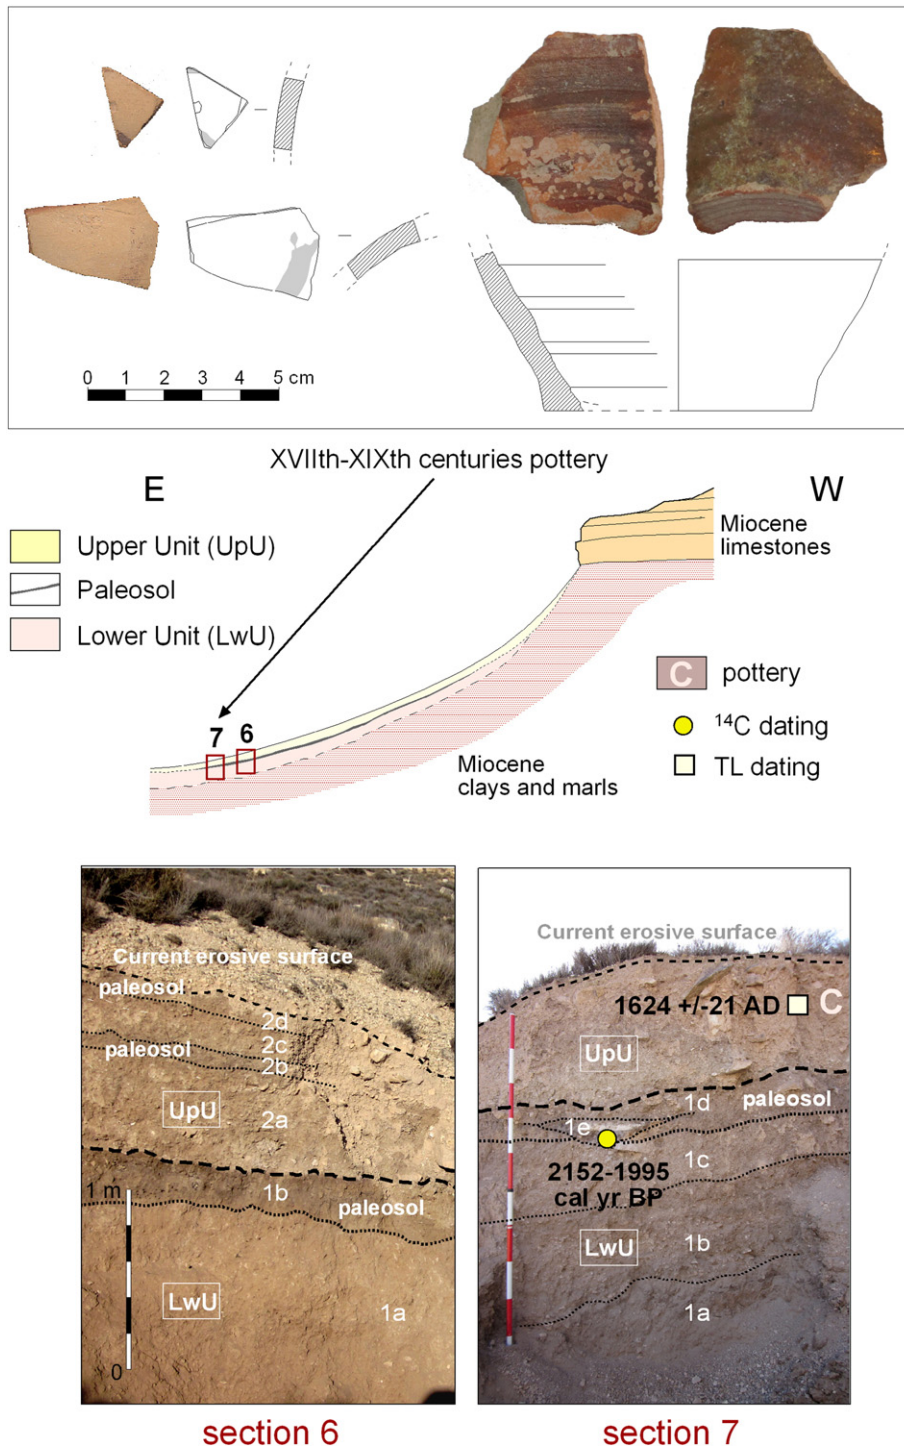 0 1 2 3 4 5 cm
XVIIth-XIXth centuries pottery
E
W
Upper Unit (UpU)
Paleosol
Lower Unit (LwU)
Miocene
limestones
7 6
C pottery
¹⁴C dating
TL dating
Miocene
clays and marls
Current erosive surface
paleosol
2d
2c
paleosol
2b
UpU
2a
1 m
1b
paleosol
LwU
1a
0
section 6
Current erosive surface
1624 +/-21 AD C
UpU
1d
paleosol
1e
1c
2152-1995
cal yr BP
LwU
1b
1a
section 7